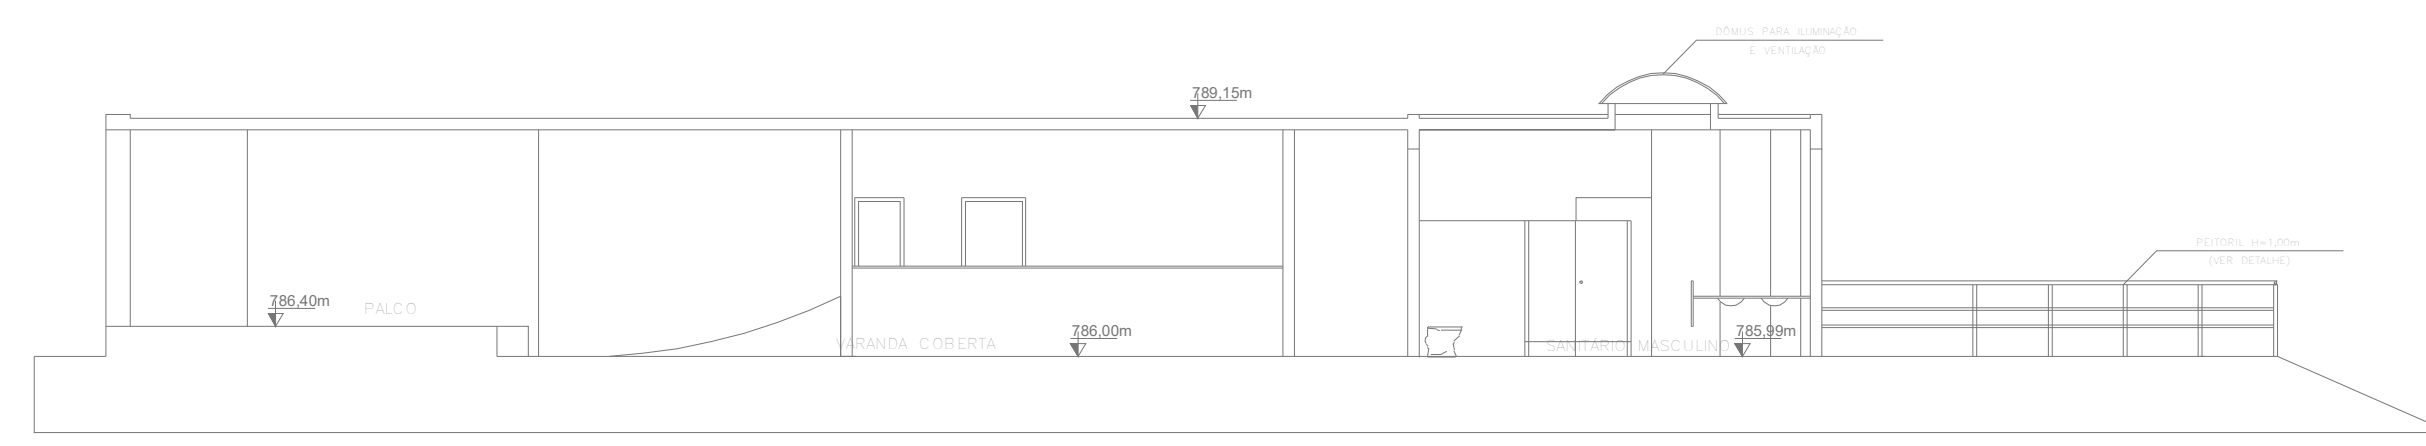 DÔMUS PARA ILUMINAÇÃO
E VENTILAÇÃO
789,15m
PEITORIL H=1,00m
(VER DETALHE)
786,40m
PALCO
786,00m
785,99m
VARANDA COBERTA
SANITÁRIO MASCULINO